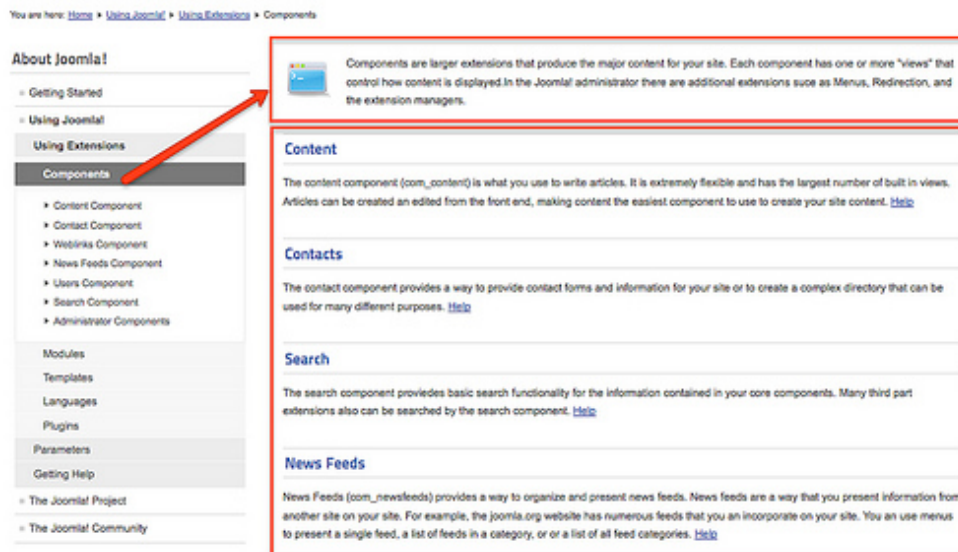 You are here: Home ▸ Using Joomla! ▸ Using Extensions ▸ Components
About Joomla!
Getting Started
Using Joomla!
Using Extensions
Components
Content Component
Contact Component
Weblinks Component
News Feeds Component
Users Component
Search Component
Administrator Components
Modules
Templates
Languages
Plugins
Parameters
Getting Help
The Joomla! Project
The Joomla! Community
Components are larger extensions that produce the major content for your site. Each component has one or more "views" that
control how content is displayed.In the Joomla! administrator there are additional extensions suce as Menus, Redirection, and
the extension managers.
Content
The content component (com_content) is what you use to write articles. It is extremely flexible and has the largest number of built in views.
Articles can be created an edited from the front end, making content the easiest component to use to create your site content. Help
Contacts
The contact component provides a way to provide contact forms and information for your site or to create a complex directory that can be
used for many different purposes. Help
Search
The search component proviedes basic search functionality for the information contained in your core components. Many third part
extensions also can be searched by the search component. Help
News Feeds
News Feeds (com_newsfeeds) provides a way to organize and present news feeds. News feeds are a way that you present information from
another site on your site. For example, the joomla.org website has numerous feeds that you an incorporate on your site. You an use menus
to present a single feed, a list of feeds in a category, or or a list of all feed categories. Help